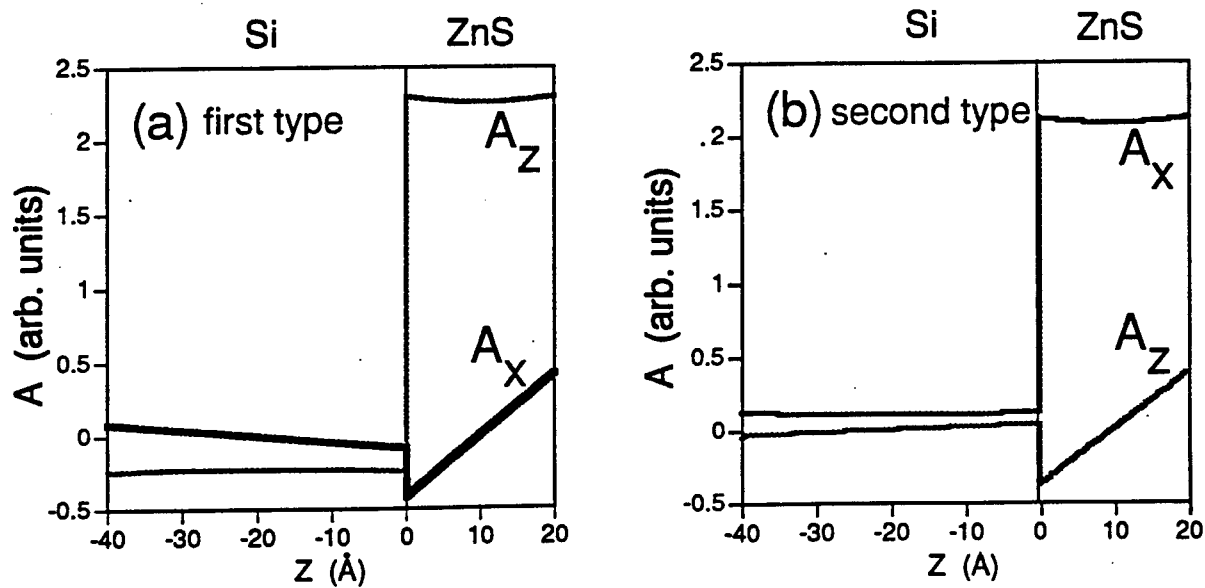 Si ZnS
(a) first type
A_z
A_x
A (arb. units)
2.5
2
1.5
1
0.5
0
-0.5
-40 -30 -20 -10 0 10 20
Z (Å)
Si ZnS
(b) second type
A_x
A_z
A (arb. units)
2.5
.2
1.5
1
0.5
0
-0.5
-40 -30 -20 -10 0 10 20
Z (A)